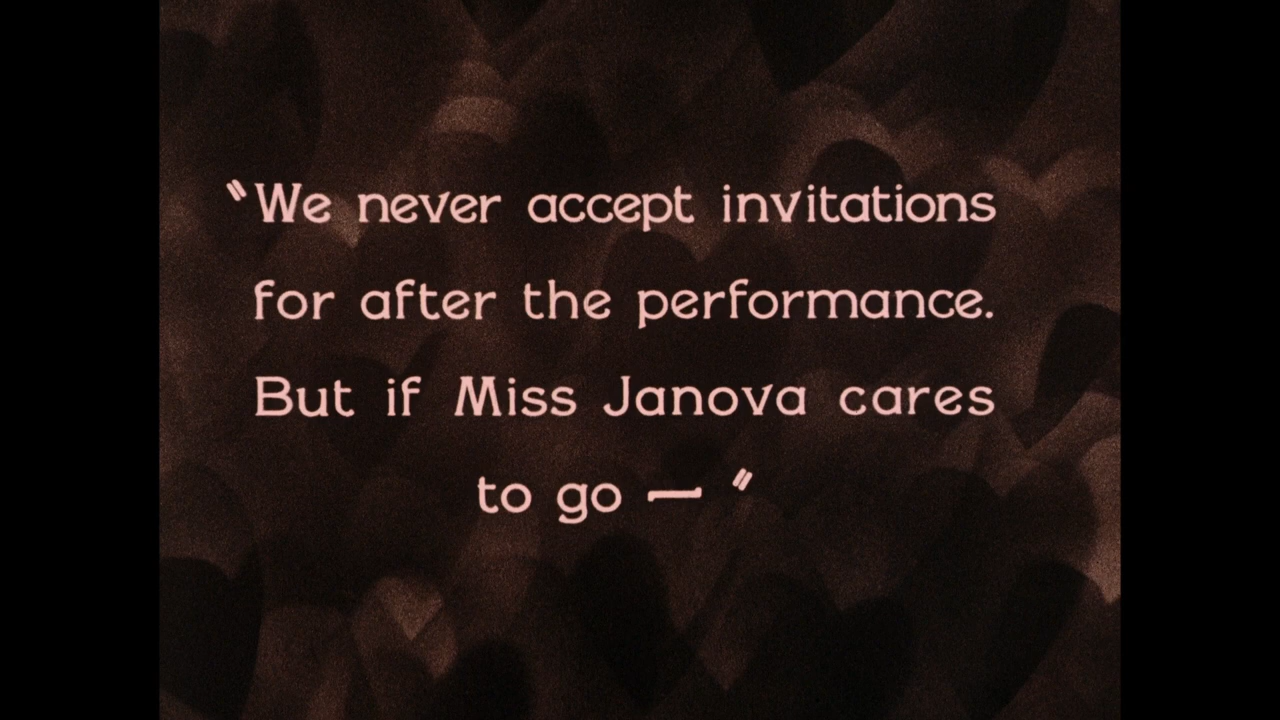 "We never accept invitations
for after the performance.
But if Miss Janova cares
to go — "